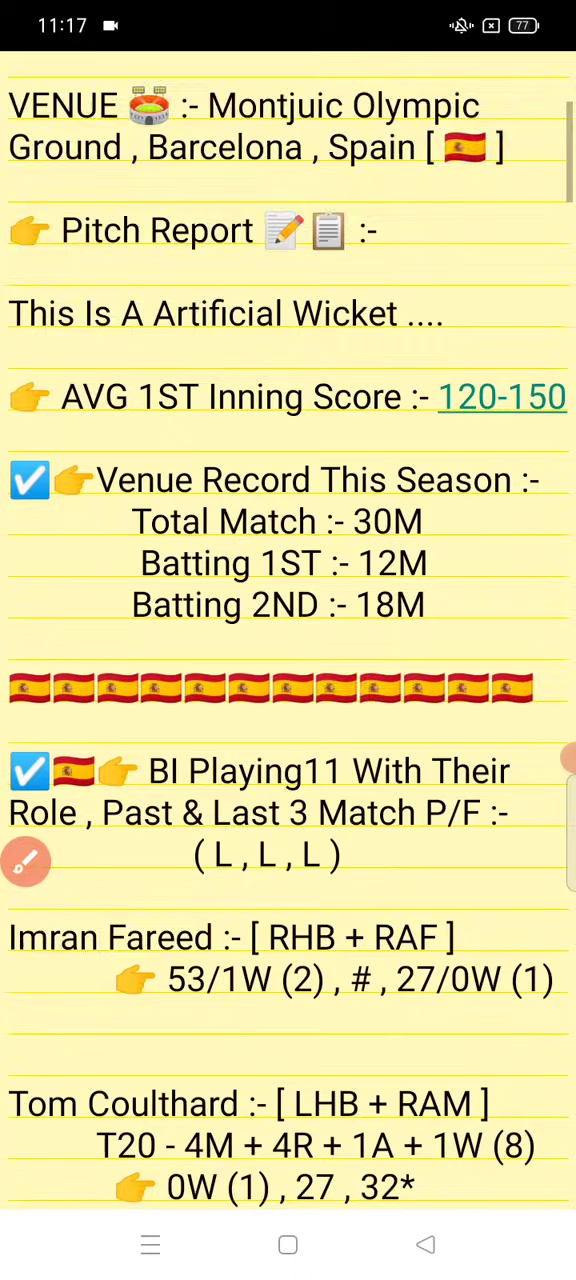 11:17
77
VENUE 🏟 :- Montjuic Olympic
Ground , Barcelona , Spain [ 🇪🇸 ]
👉 Pitch Report 📝📋 :-
This Is A Artificial Wicket ....
👉 AVG 1ST Inning Score :- 120-150
☑👉Venue Record This Season :-
Total Match :- 30M
Batting 1ST :- 12M
Batting 2ND :- 18M
🇪🇸🇪🇸🇪🇸🇪🇸🇪🇸🇪🇸🇪🇸🇪🇸🇪🇸🇪🇸🇪🇸🇪🇸
☑🇪🇸👉 BI Playing11 With Their
Role , Past & Last 3 Match P/F :-
( L , L , L )
Imran Fareed :- [ RHB + RAF ]
👉 53/1W (2) , # , 27/0W (1)
Tom Coulthard :- [ LHB + RAM ]
T20 - 4M + 4R + 1A + 1W (8)
👉 0W (1) , 27 , 32*